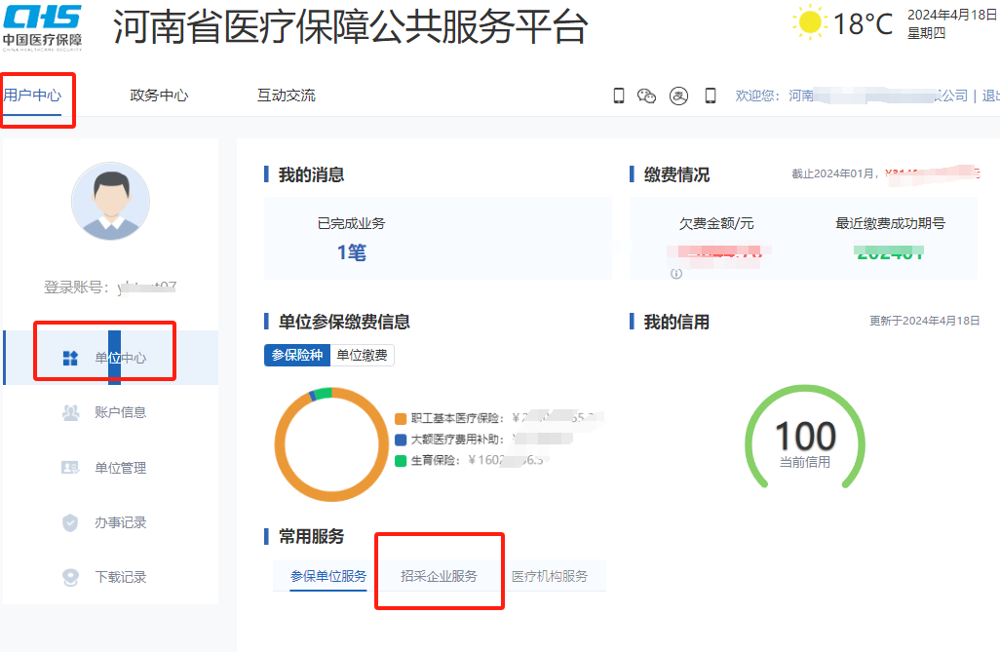 CHS
中国医疗保障
CHINA HEALTHCARE SECURITY
河南省医疗保障公共服务平台
18℃
2024年4月18日
星期四
用户中心
政务中心
互动交流
欢迎您：河南
公司 | 退出
登录账号：
单位中心
账户信息
单位管理
办事记录
下载记录
我的消息
已完成业务
1笔
缴费情况
截止2024年01月，
元
欠费金额/元
最近缴费成功期号
202401
单位参保缴费信息
参保险种
单位缴费
职工基本医疗保险：￥
大额医疗费用补助：
生育保险：￥1602
我的信用
更新于2024年4月18日
100
当前信用
常用服务
参保单位服务
招采企业服务
医疗机构服务